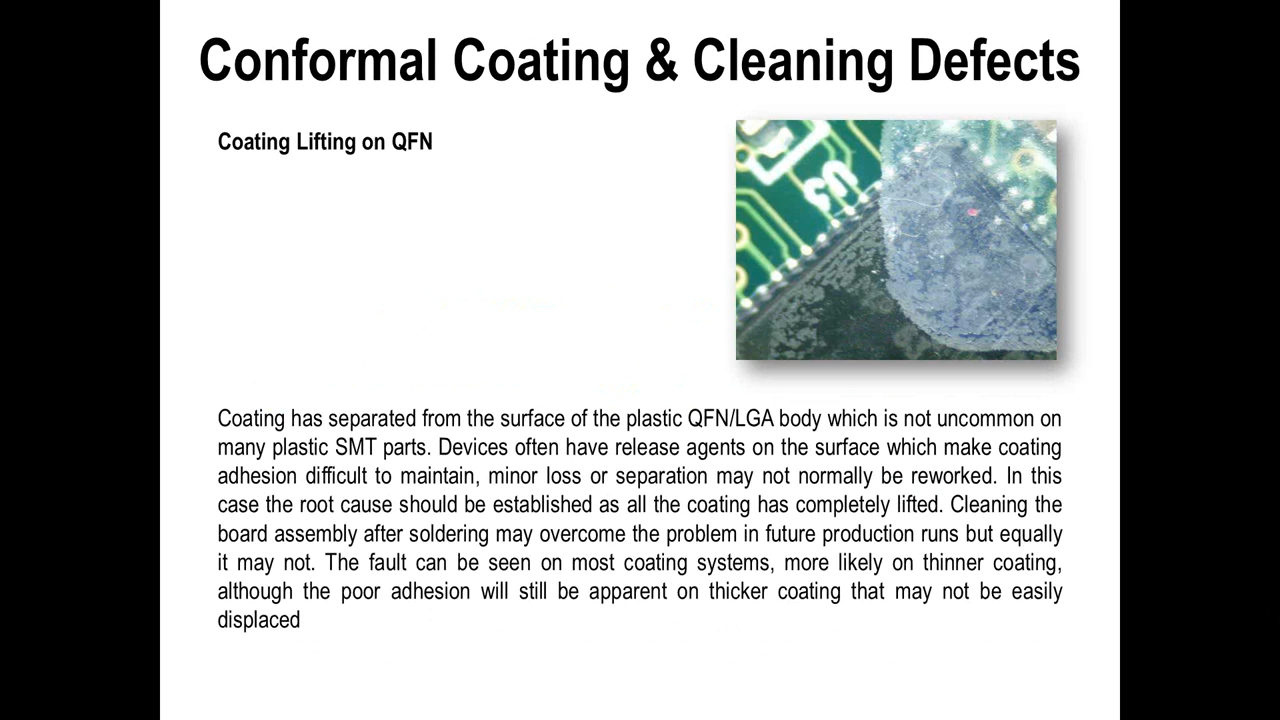 Conformal Coating & Cleaning Defects
Coating Lifting on QFN
Coating has separated from the surface of the plastic QFN/LGA body which is not uncommon on
many plastic SMT parts. Devices often have release agents on the surface which make coating
adhesion difficult to maintain, minor loss or separation may not normally be reworked. In this
case the root cause should be established as all the coating has completely lifted. Cleaning the
board assembly after soldering may overcome the problem in future production runs but equally
it may not. The fault can be seen on most coating systems, more likely on thinner coating,
although the poor adhesion will still be apparent on thicker coating that may not be easily
displaced